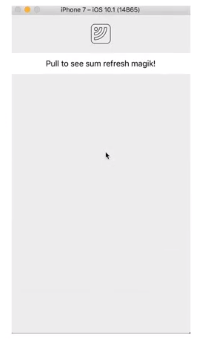 iPhone 7 – iOS 10.1 (14B65)
Pull to see sum refresh magik!